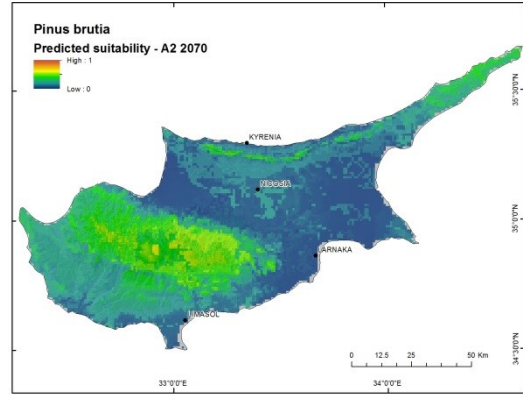 Pinus brutia
Predicted suitability - A2 2070
High : 1
Low : 0
KYRENIA
NICOSIA
LARNAKA
LIMASOL
35°30'0"N
35°0'0"N
34°30'0"N
0 12.5 25 50 Km
33°0'0"E
34°0'0"E